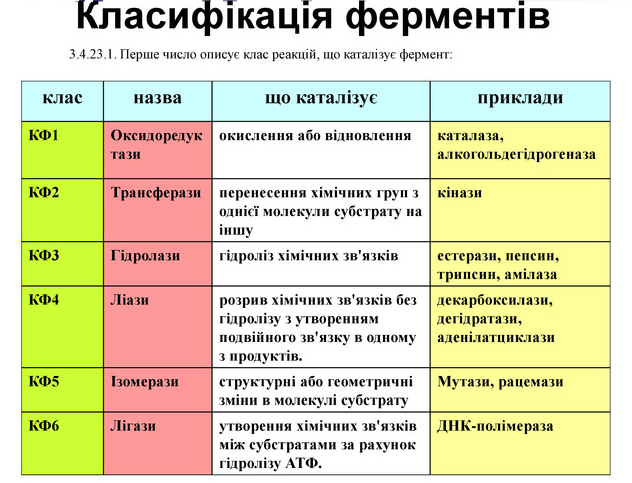 Класифікація ферментів
3.4.23.1. Перше число описує клас реакцій, що каталізує фермент:
клас назва що каталізує приклади
КФ1 Оксидоредук окислення або відновлення каталаза,
тази алкогольдегідрогеназа
КФ2 Трансферази перенесення хімічних груп з кінази
однієї молекули субстрату на
іншу
КФ3 Гідролази гідроліз хімічних зв'язків естерази, пепсин,
трипсин, амілаза
КФ4 Ліази розрив хімічних зв'язків без декарбоксилази,
гідролізу з утворенням дегідратази,
подвійного зв'язку в одному аденілатциклази
з продуктів.
КФ5 Ізомерази структурні або геометричні Мутази, рацемази
зміни в молекулі субстрату
КФ6 Лігази утворення хімічних зв'язків ДНК-полімераза
між субстратами за рахунок
гідролізу АТФ.